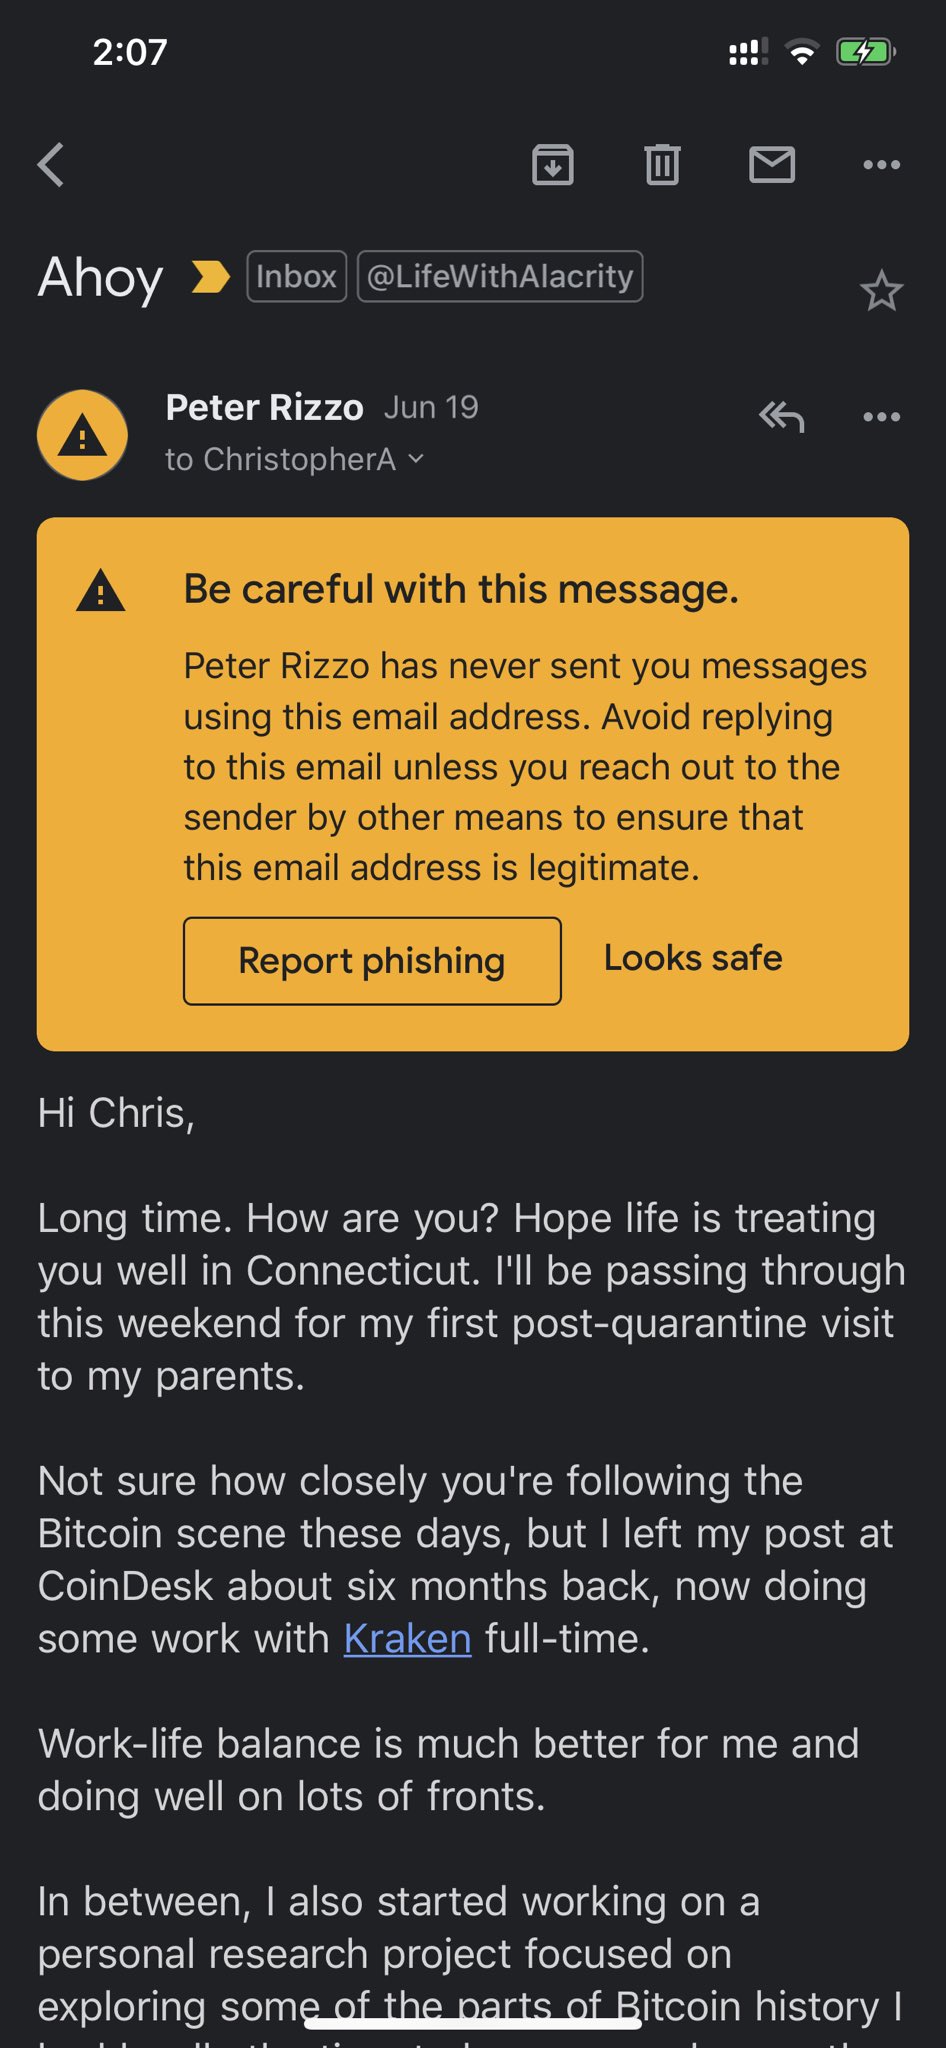 2:07
Ahoy
Inbox
@LifeWithAlacrity
Peter Rizzo Jun 19
to ChristopherA
Be careful with this message.
Peter Rizzo has never sent you messages
using this email address. Avoid replying
to this email unless you reach out to the
sender by other means to ensure that
this email address is legitimate.
Report phishing
Looks safe
Hi Chris,
Long time. How are you? Hope life is treating
you well in Connecticut. I'll be passing through
this weekend for my first post-quarantine visit
to my parents.
Not sure how closely you're following the
Bitcoin scene these days, but I left my post at
CoinDesk about six months back, now doing
some work with Kraken full-time.
Work-life balance is much better for me and
doing well on lots of fronts.
In between, I also started working on a
personal research project focused on
exploring some of the parts of Bitcoin history I